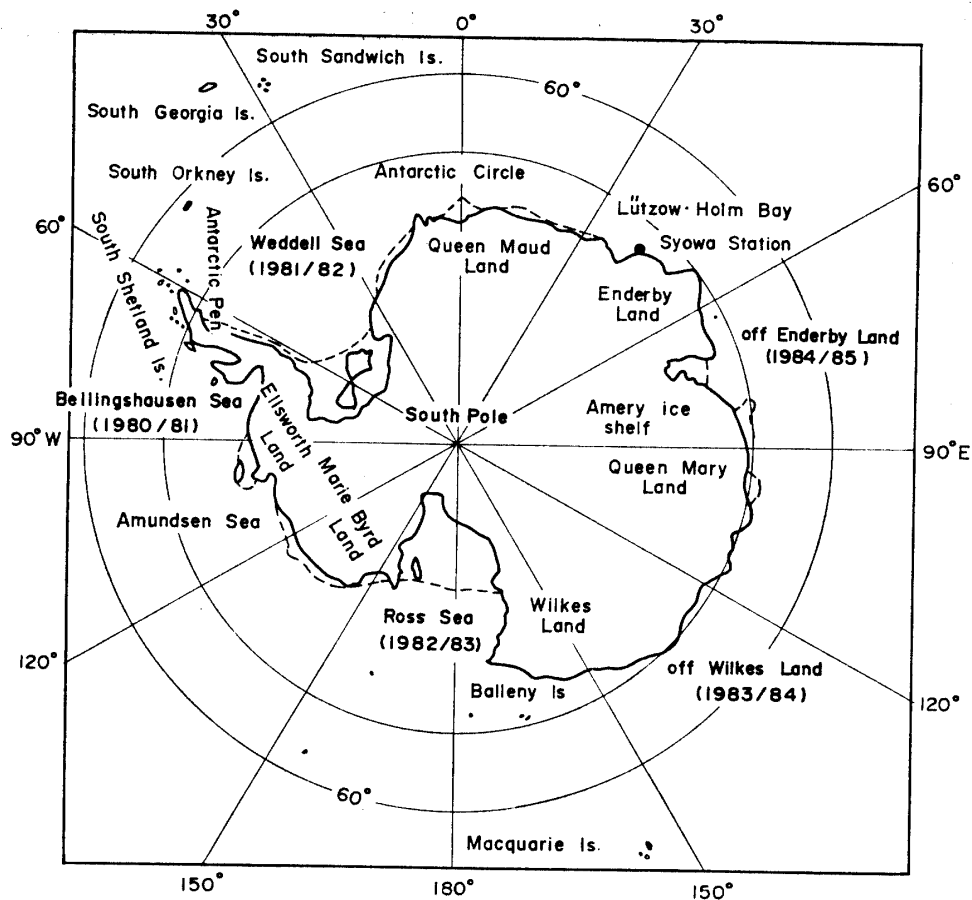 30°
0°
30°
South Sandwich Is.
60°
South Georgia Is.
South Orkney Is.
Antarctic Circle
60°
60°
Lützow·Holm Bay
Syowa Station
South Shetland Is.
Antarctic Pen
Weddell Sea
(1981/82)
Queen Maud
Land
Enderby
Land
off Enderby Land
(1984/85)
Bellingshausen Sea
(1980/81)
South Pole
Amery ice
shelf
90°W
90°E
Ellsworth
Land
Marie Byrd
Land
Queen Mary
Land
Amundsen Sea
Ross Sea
(1982/83)
Wilkes
Land
120°
off Wilkes Land
(1983/84)
120°
Balleny Is
60°
Macquarie Is.
150°
180°
150°